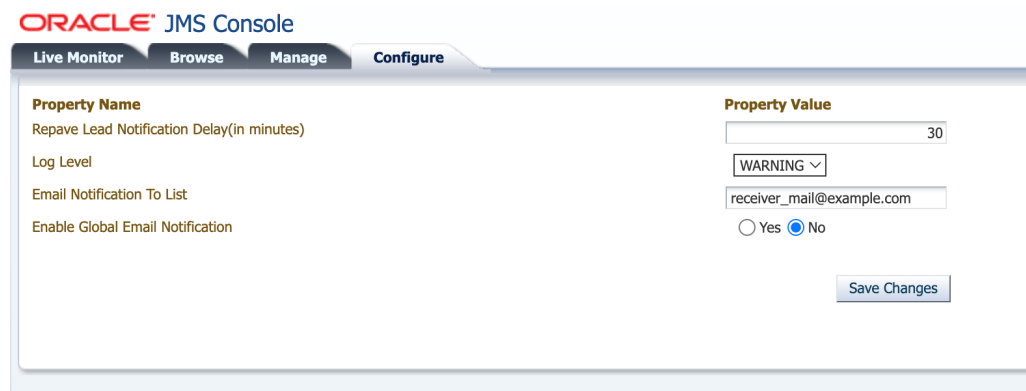 ORACLE JMS Console
Live Monitor Browse Manage Configure
Property Name Property Value
Repave Lead Notification Delay(in minutes) 30
Log Level WARNING
Email Notification To List receiver_mail@example.com
Enable Global Email Notification Yes No
Save Changes